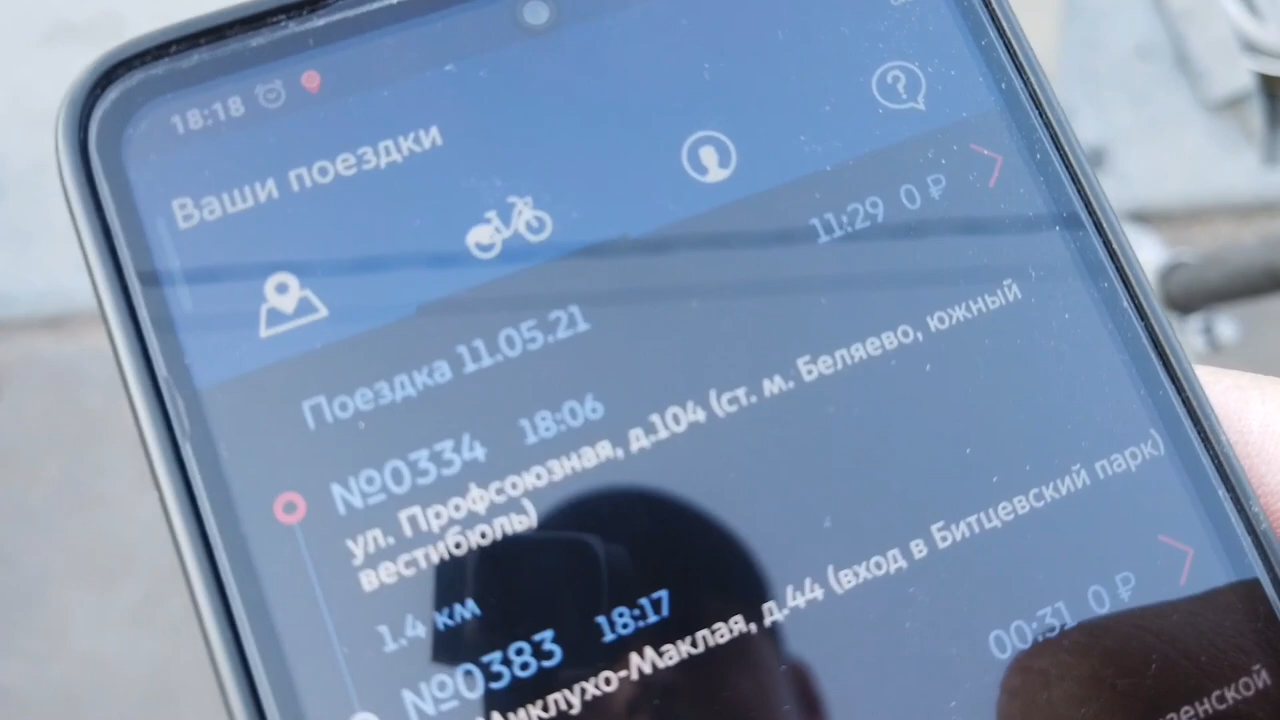 18:18
Ваши поездки
Поездка 11.05.21 11:29 0 ₽
№0334 18:06
ул. Профсоюзная, д.104 (ст. м. Беляево, южный
вестибюль)
1.4 км
№0383 18:17
Миклухо-Маклая, д.44 (вход в Битцевский парк)
00:31 0 ₽